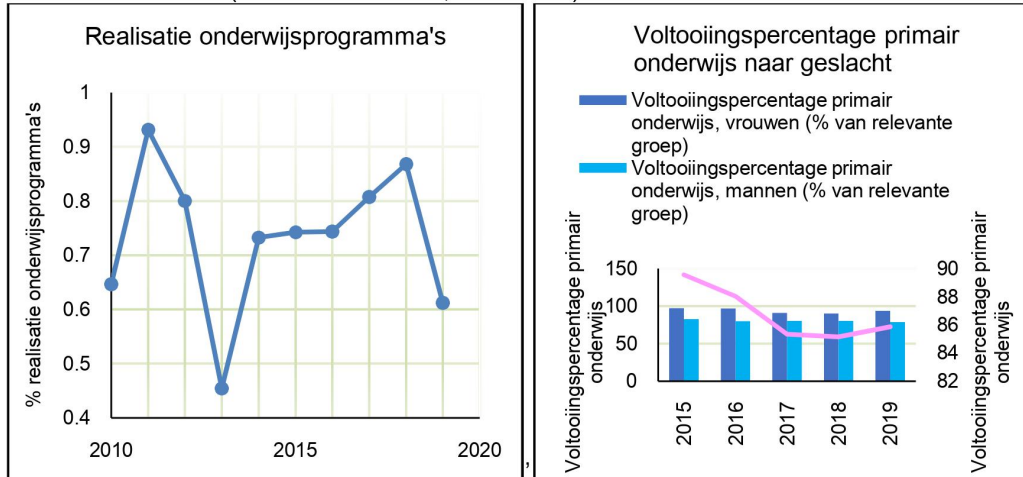 Realisatie onderwijsprogramma's
% realisatie onderwijsprogramma's
1
0.9
0.8
0.7
0.6
0.5
0.4
2010
2015
2020
,
Voltooiingspercentage primair
onderwijs naar geslacht
Voltooiingspercentage primair
onderwijs, vrouwen (% van relevante
groep)
Voltooiingspercentage primair
onderwijs, mannen (% van relevante
groep)
Voltooiingspercentage primair
onderwijs
150
100
50
0
90
88
86
84
82
2015
2016
2017
2018
2019
Voltooiingspercentage primair
onderwijs